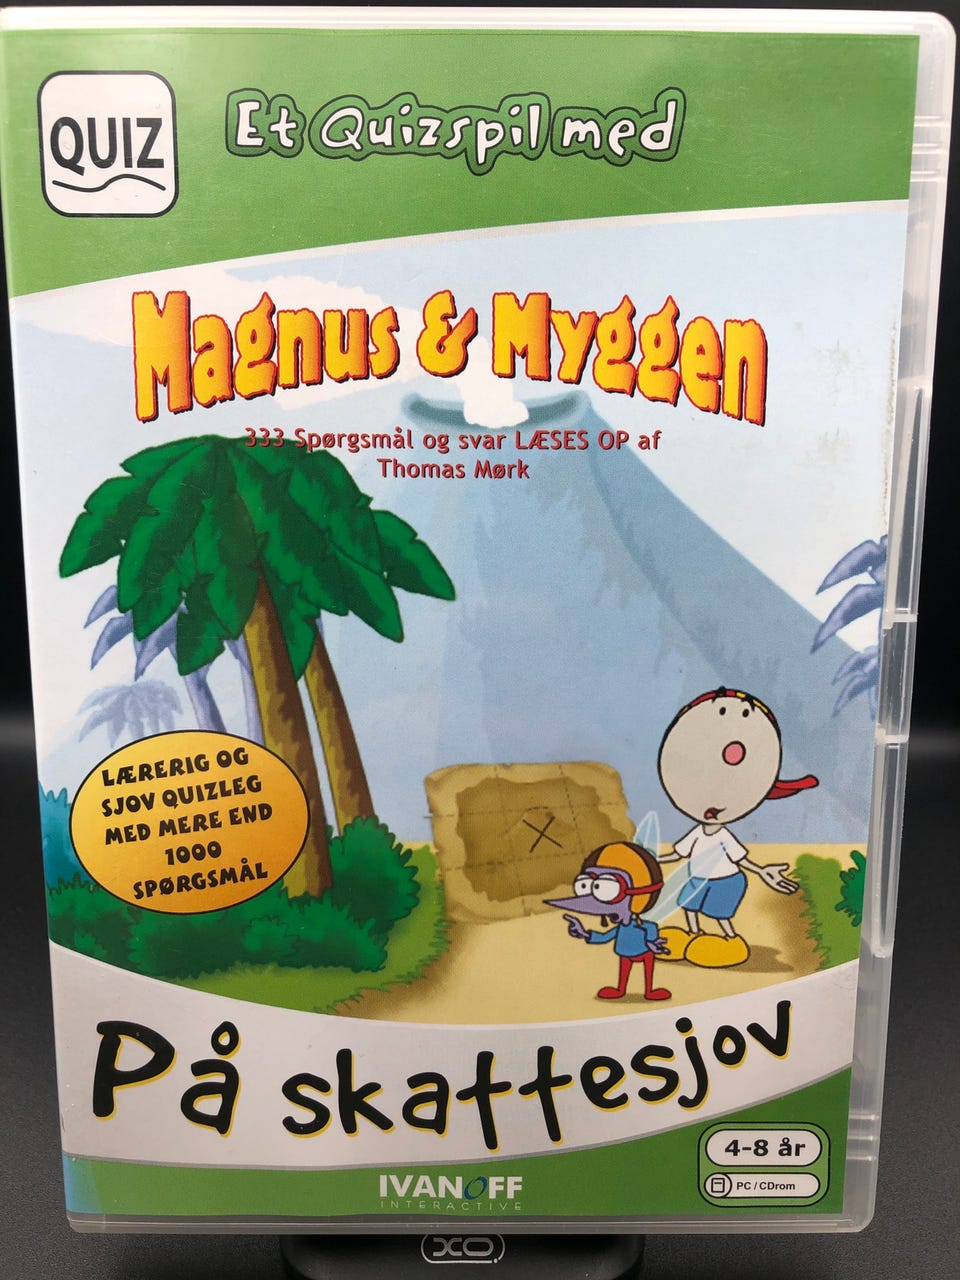 QUIZ
Et Quizspil med
Magnus & Myggen
333 Spørgsmål og svar LÆSES OP af
Thomas Mørk
LÆRERIG OG
SJOV QUIZLEG
MED MERE END
1000
SPØRGSMÅL
X
På skattesjov
4-8 år
PC / CDrom
IVANOFF
INTERACTIVE
XO